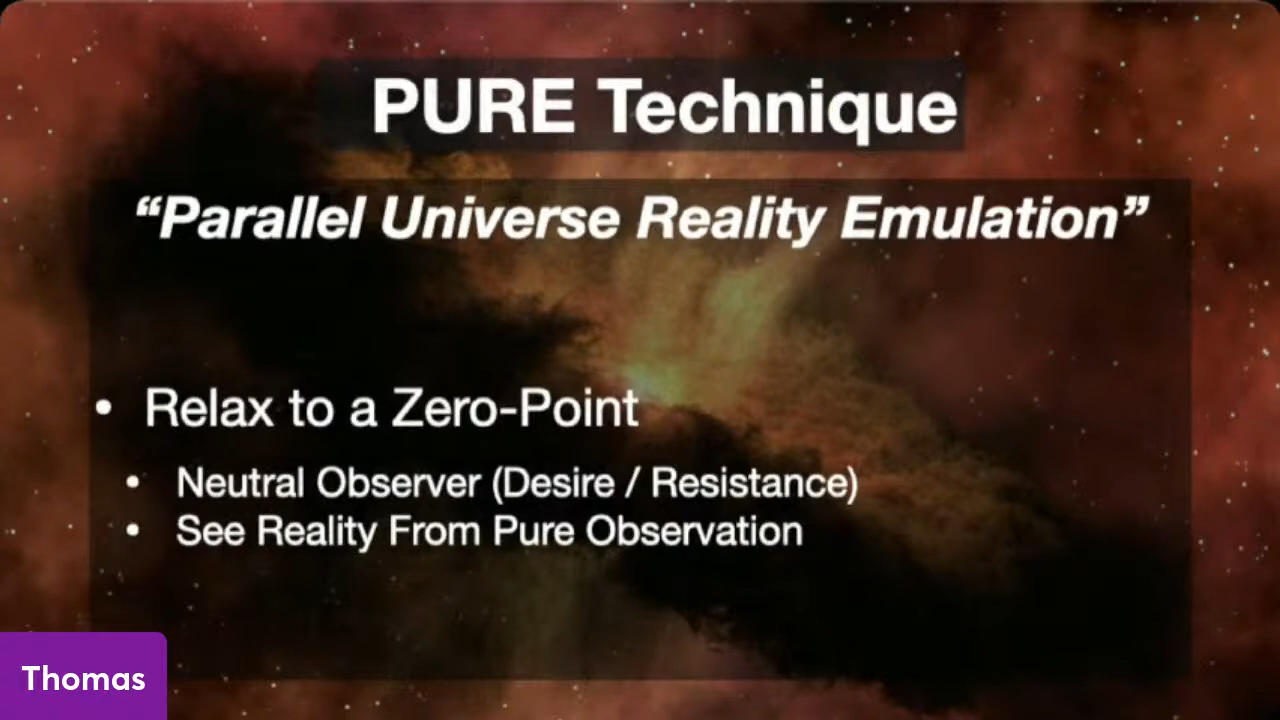 PURE Technique
“Parallel Universe Reality Emulation”
• Relax to a Zero-Point
• Neutral Observer (Desire / Resistance)
• See Reality From Pure Observation
Thomas